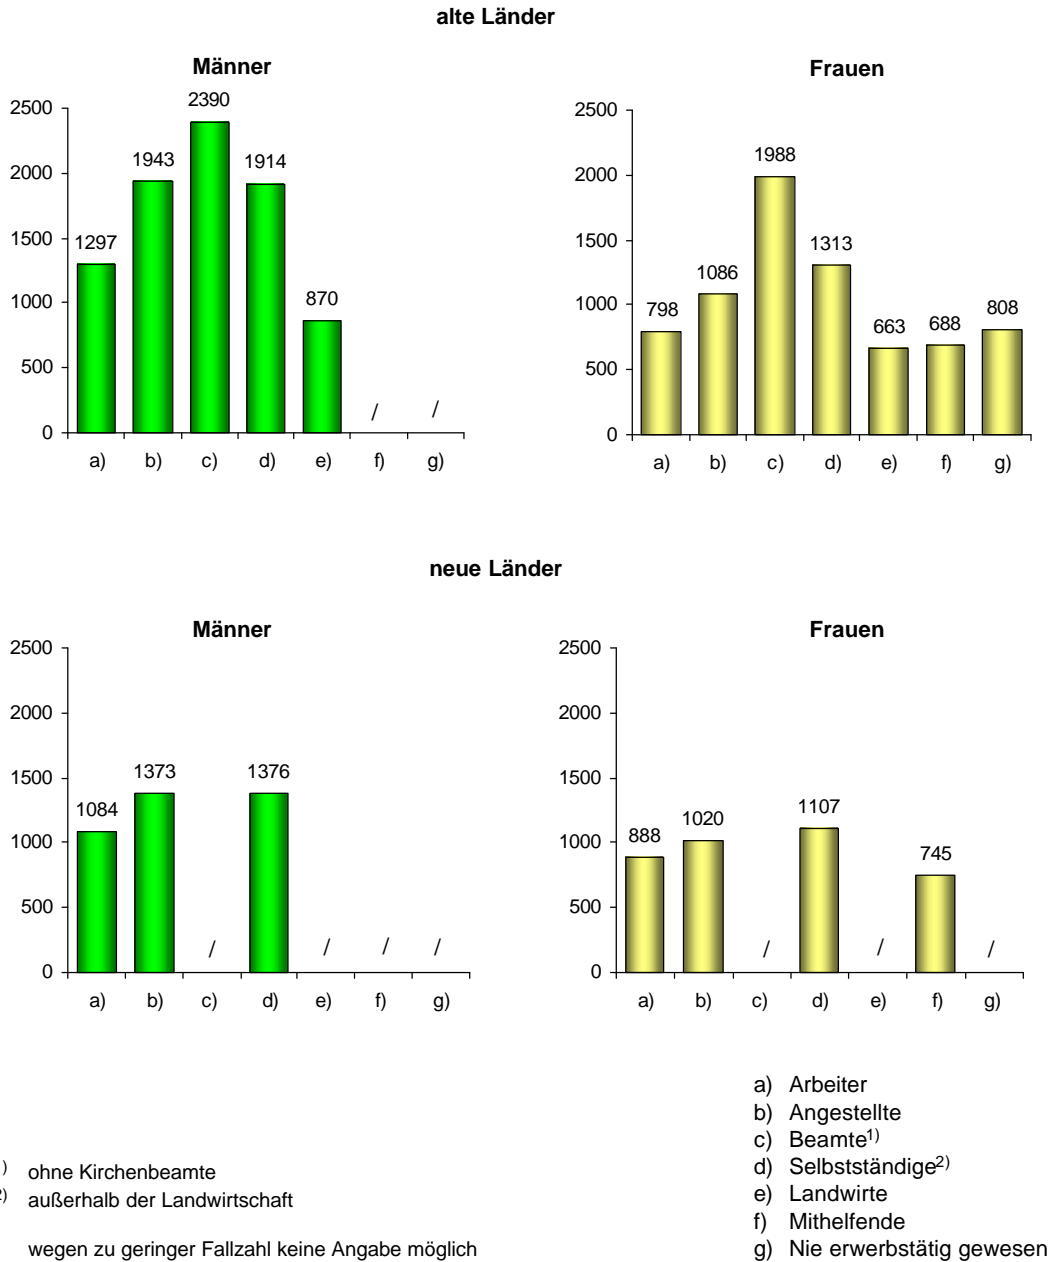 alte Länder
Männer
2500
2000
1500
1000
500
0
1297
1943
2390
1914
870
/
/
a) b) c) d) e) f) g)
Frauen
2500
2000
1500
1000
500
0
798
1086
1988
1313
663
688
808
a) b) c) d) e) f) g)
neue Länder
Männer
2500
2000
1500
1000
500
0
1084
1373
/
1376
/
/
/
a) b) c) d) e) f) g)
Frauen
2500
2000
1500
1000
500
0
888
1020
/
1107
/
745
/
a) b) c) d) e) f) g)
a) Arbeiter
b) Angestellte
c) Beamte1)
d) Selbstständige2)
e) Landwirte
f) Mithelfende
g) Nie erwerbstätig gewesen
1) ohne Kirchenbeamte
2) außerhalb der Landwirtschaft
wegen zu geringer Fallzahl keine Angabe möglich